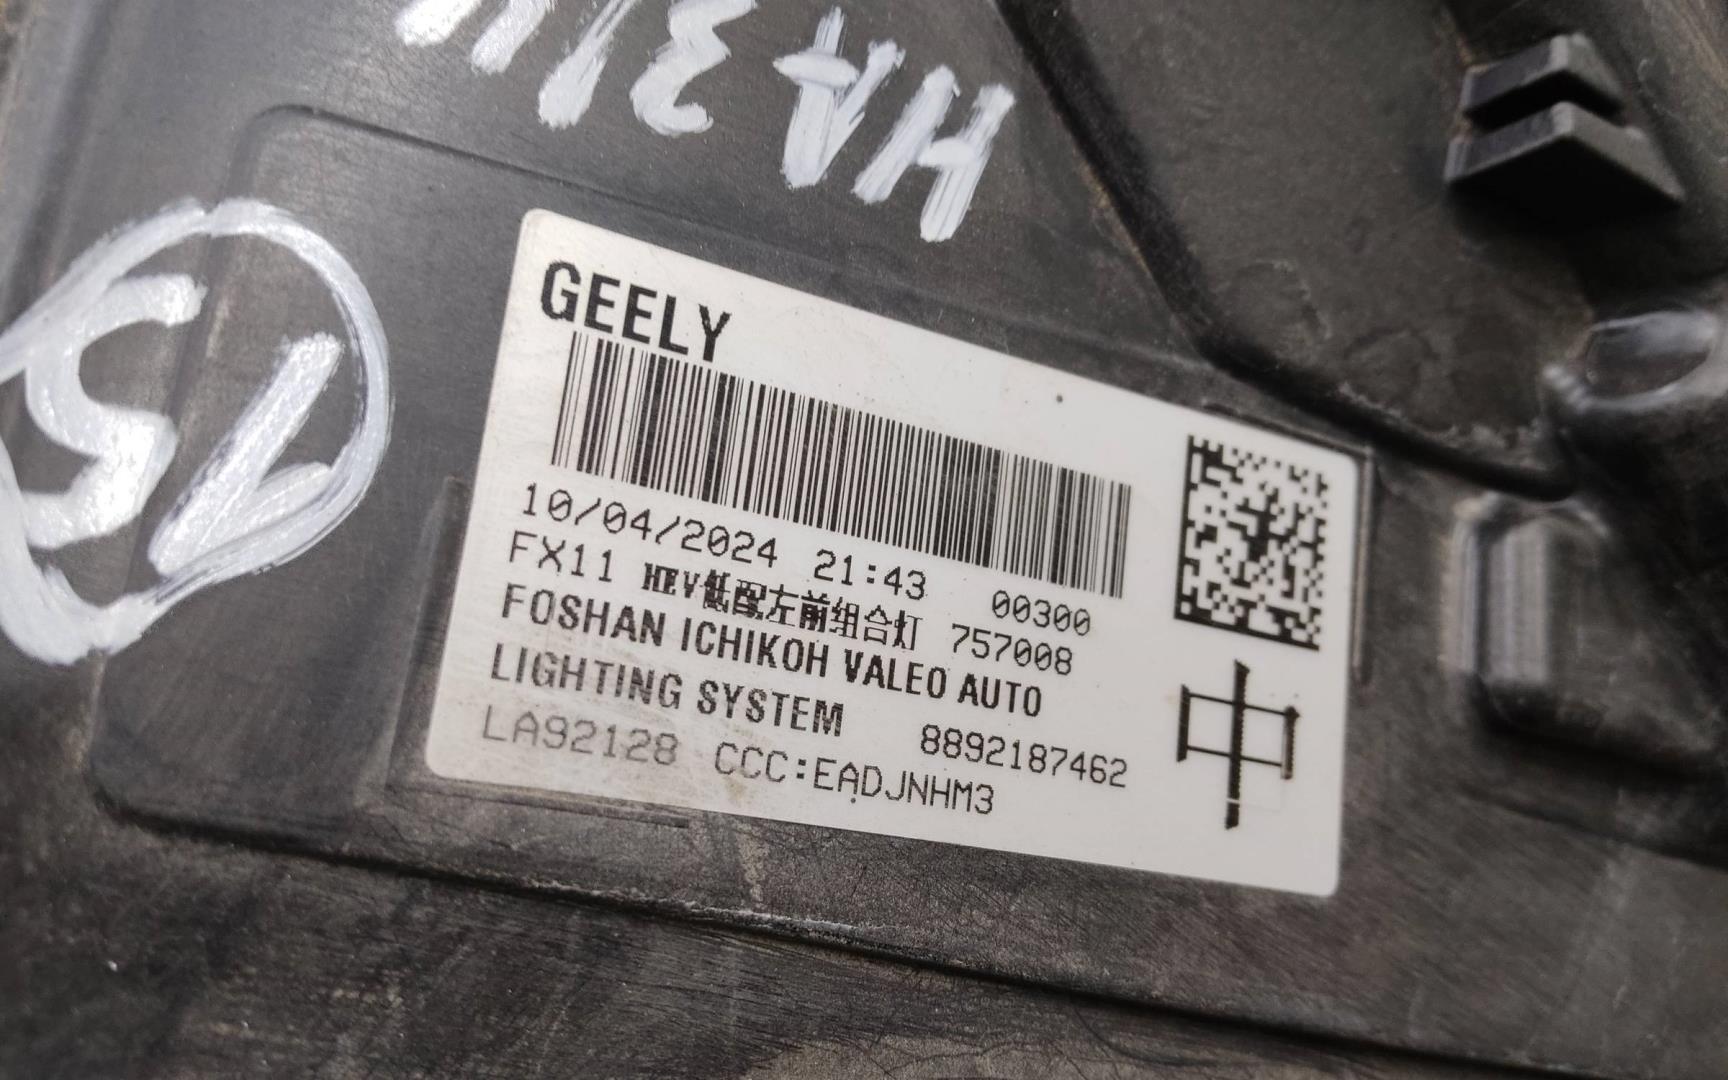 GEELY
10/04/2024 21:43 00300
FX11 HEV低配左前组合灯 757008
FOSHAN ICHIKOH VALEO AUTO
LIGHTING SYSTEM 8892187462
LA92128 CCC:EADJNHM3
中
15